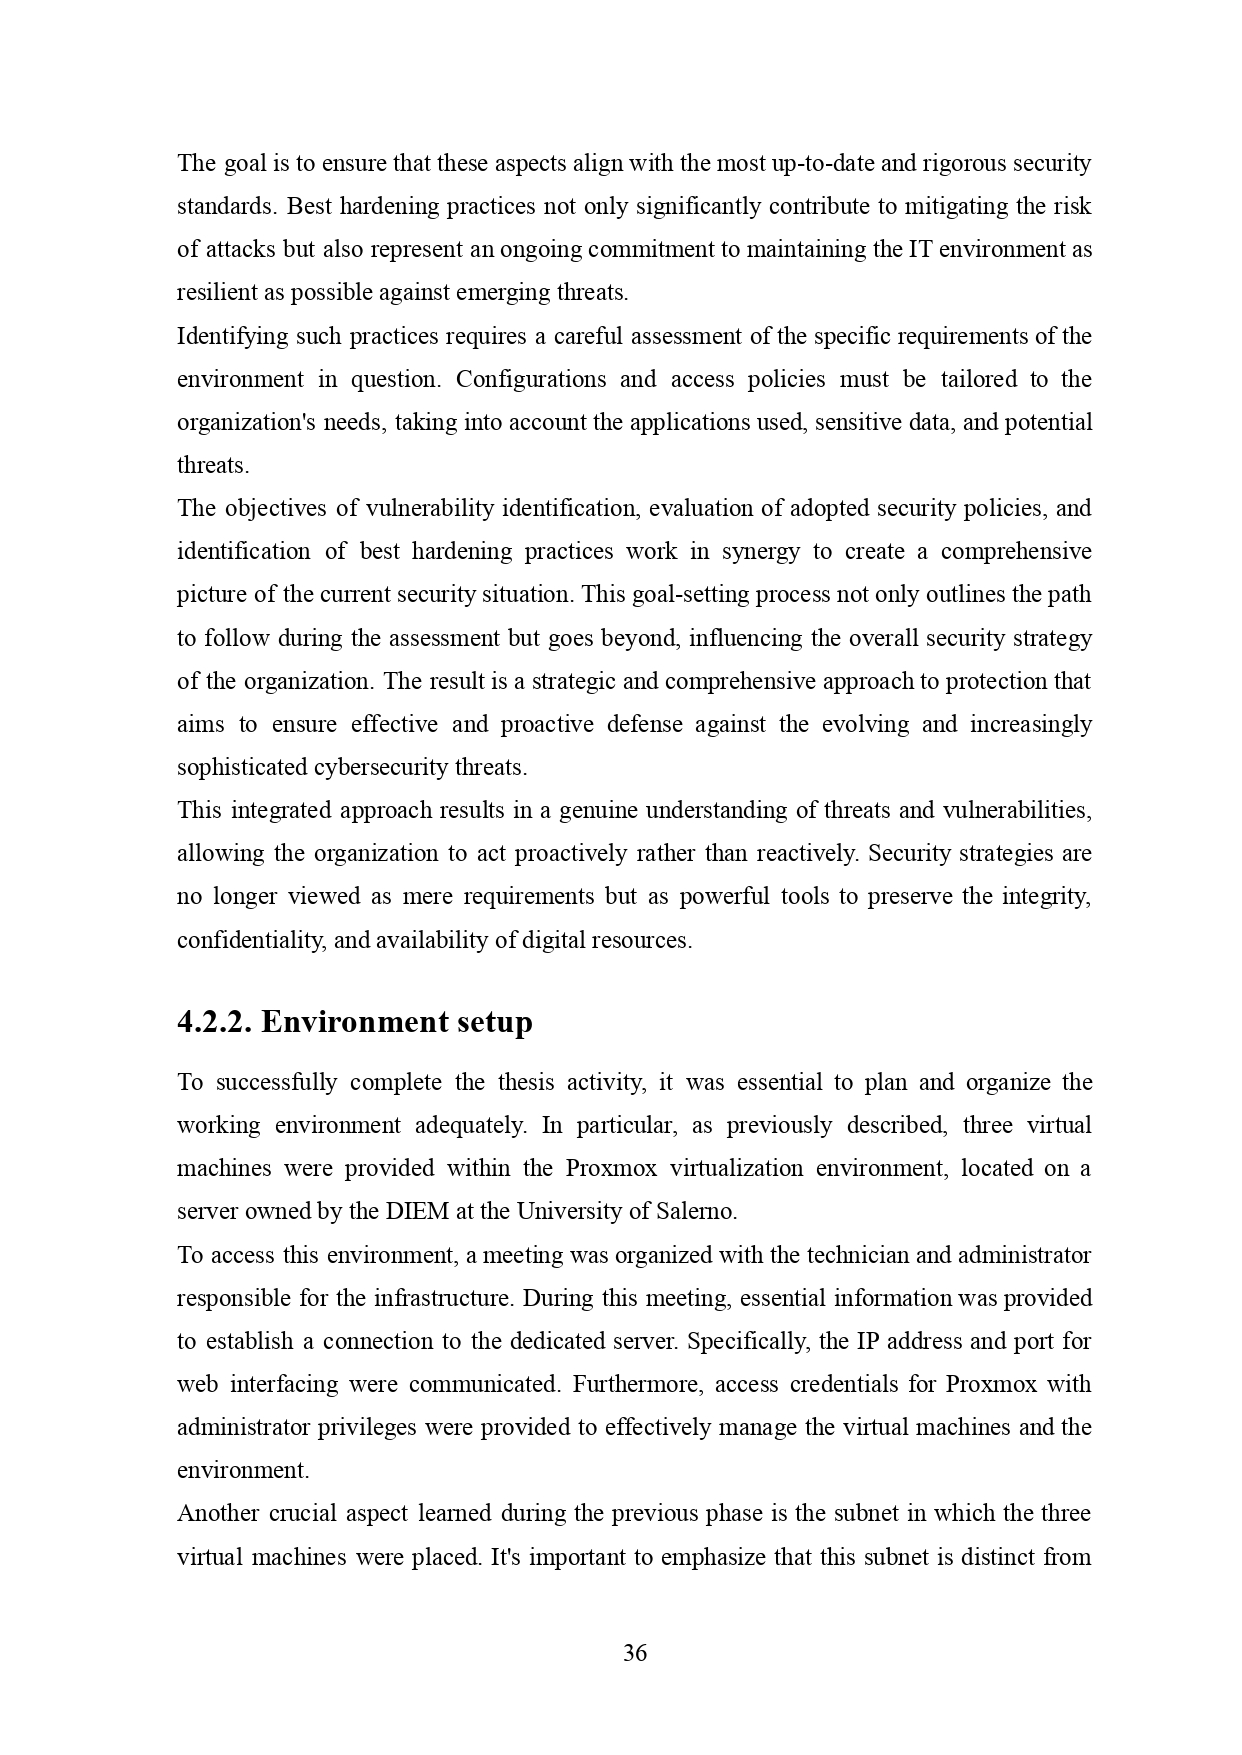 The goal is to ensure that these aspects align with the most up-to-date and rigorous security
standards. Best hardening practices not only significantly contribute to mitigating the risk
of attacks but also represent an ongoing commitment to maintaining the IT environment as
resilient as possible against emerging threats.
Identifying such practices requires a careful assessment of the specific requirements of the
environment in question. Configurations and access policies must be tailored to the
organization's needs, taking into account the applications used, sensitive data, and potential
threats.
The objectives of vulnerability identification, evaluation of adopted security policies, and
identification of best hardening practices work in synergy to create a comprehensive
picture of the current security situation. This goal-setting process not only outlines the path
to follow during the assessment but goes beyond, influencing the overall security strategy
of the organization. The result is a strategic and comprehensive approach to protection that
aims to ensure effective and proactive defense against the evolving and increasingly
sophisticated cybersecurity threats.
This integrated approach results in a genuine understanding of threats and vulnerabilities,
allowing the organization to act proactively rather than reactively. Security strategies are
no longer viewed as mere requirements but as powerful tools to preserve the integrity,
confidentiality, and availability of digital resources.
4.2.2. Environment setup
To successfully complete the thesis activity, it was essential to plan and organize the
working environment adequately. In particular, as previously described, three virtual
machines were provided within the Proxmox virtualization environment, located on a
server owned by the DIEM at the University of Salerno.
To access this environment, a meeting was organized with the technician and administrator
responsible for the infrastructure. During this meeting, essential information was provided
to establish a connection to the dedicated server. Specifically, the IP address and port for
web interfacing were communicated. Furthermore, access credentials for Proxmox with
administrator privileges were provided to effectively manage the virtual machines and the
environment.
Another crucial aspect learned during the previous phase is the subnet in which the three
virtual machines were placed. It's important to emphasize that this subnet is distinct from
36